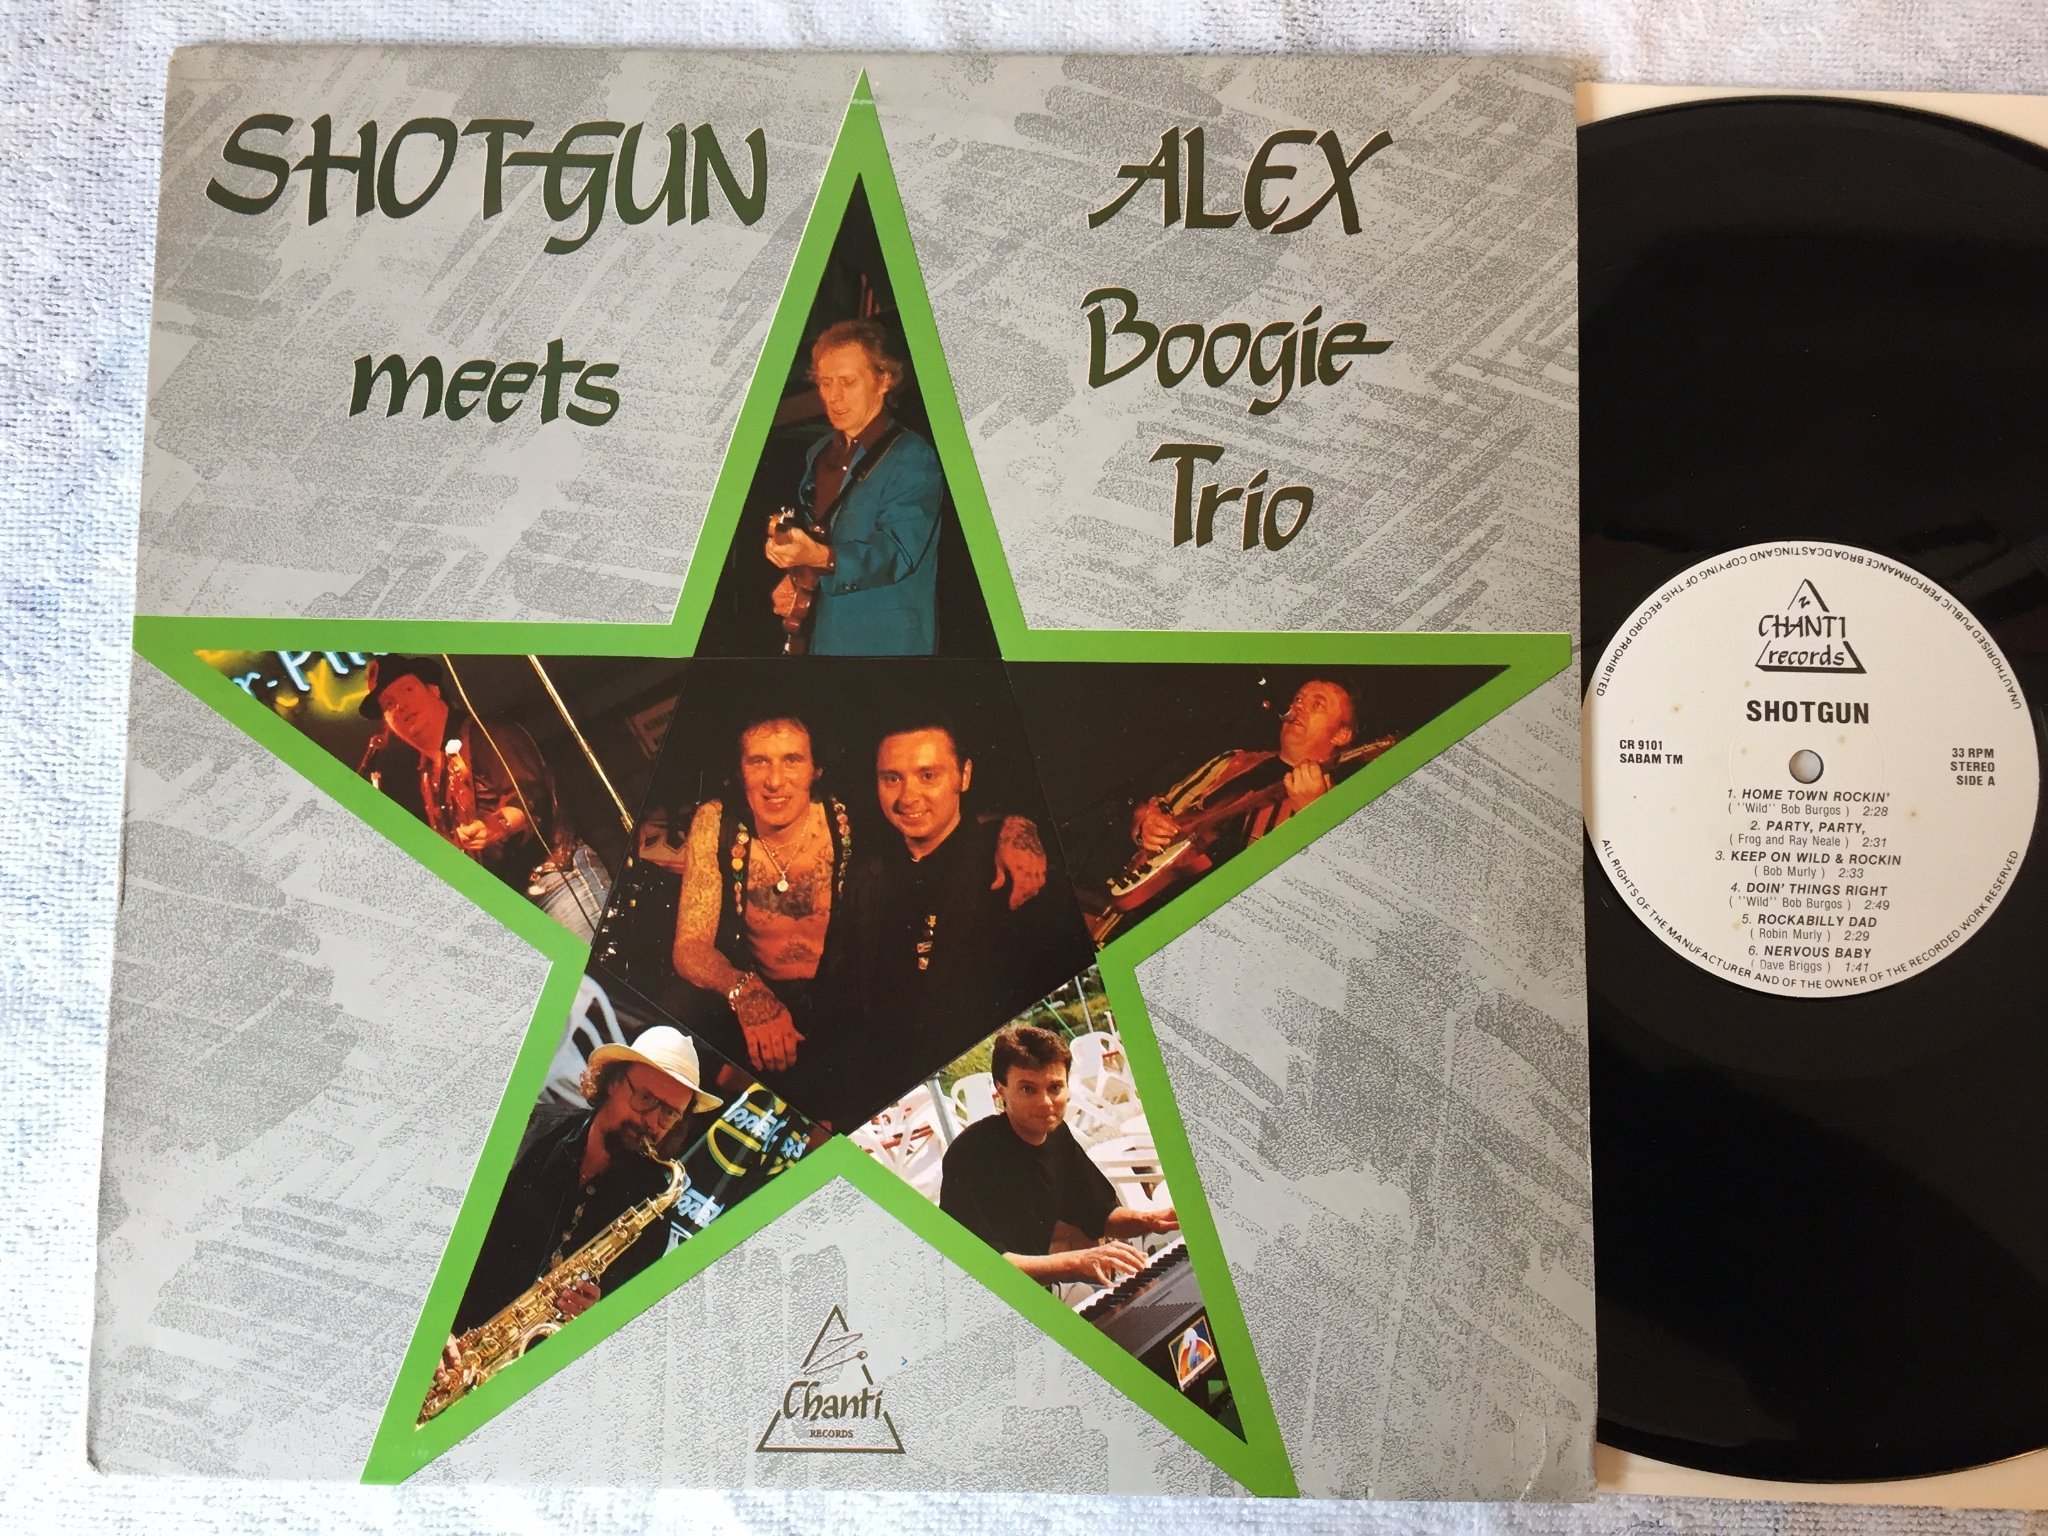 SHOTGUN
meets
ALEX
Boogie
Trio
Chanti
RECORDS
UNAUTHORISED PUBLIC PERFORMANCE BROADCASTINGAND COPYING OF THIS RECORD PROHIBITED
CHANTI
records
SHOTGUN
CR 9101
SABAM TM
33 RPM
STEREO
SIDE A
1. HOME TOWN ROCKIN'
( ''Wild'' Bob Burgos ) 2:28
2. PARTY, PARTY,
( Frog and Ray Neale ) 2:31
3. KEEP ON WILD & ROCKIN
( Bob Murly ) 2:33
4. DOIN' THINGS RIGHT
( ''Wild'' Bob Burgos ) 2:49
5. ROCKABILLY DAD
( Robin Murly ) 2:29
6. NERVOUS BABY
( Dave Briggs ) 1:41
ALL RIGHTS OF THE MANUFACTURER AND OF THE OWNER OF THE RECORDED WORK RESERVED